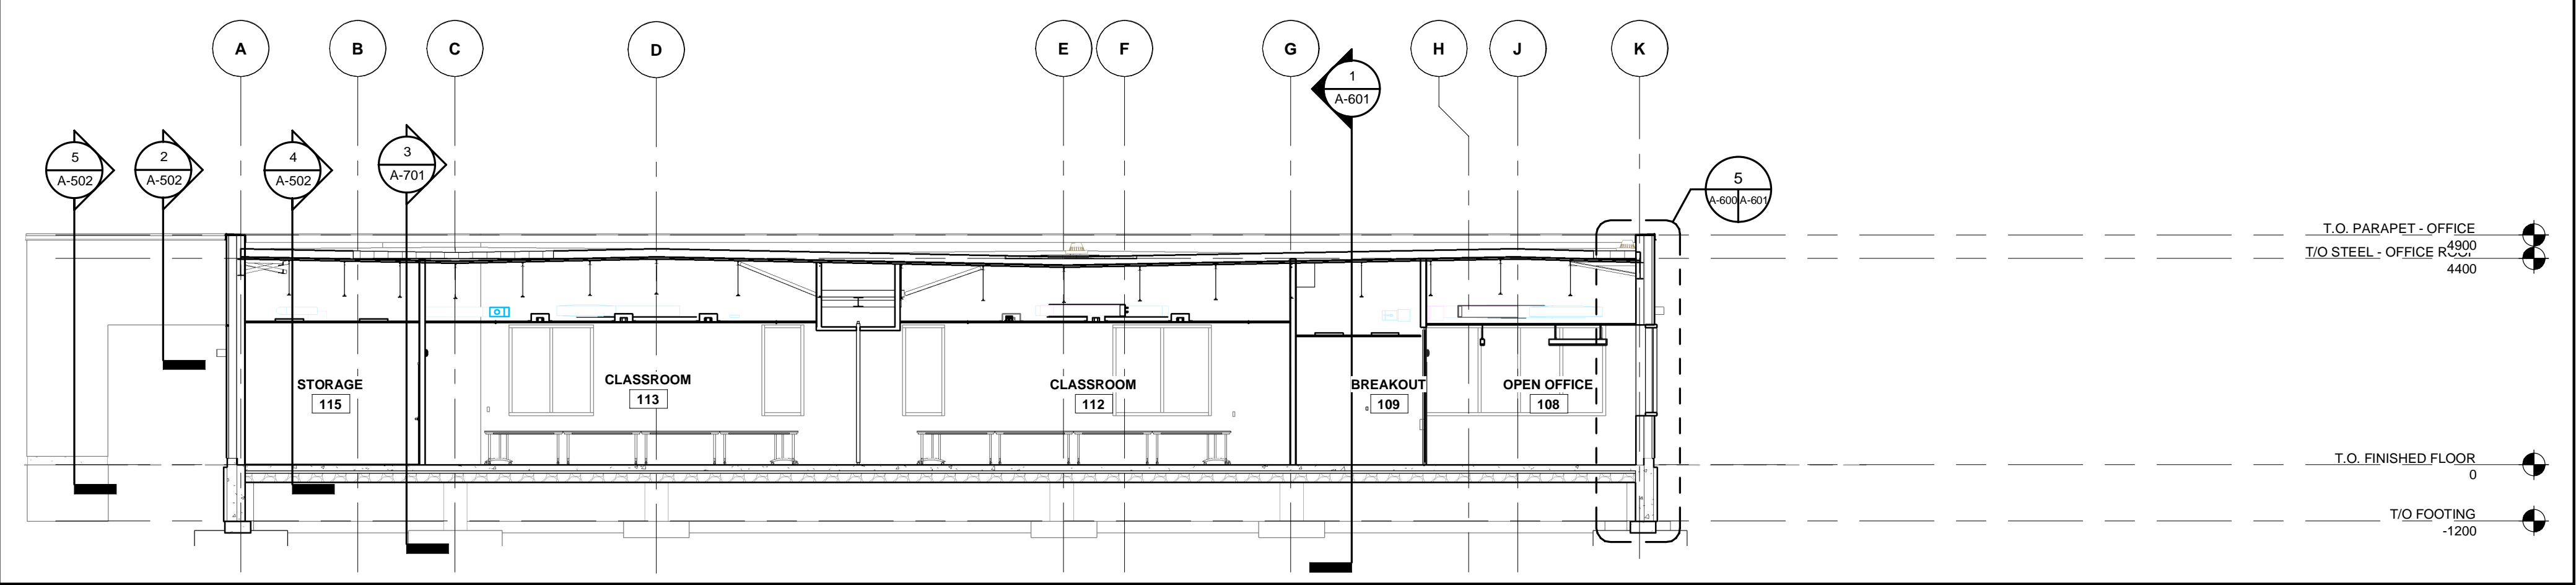 A
B
C
D
E
F
G
H
J
K
1
A-601
5
A-502
2
A-502
4
A-502
3
A-701
5
A-600 A-601
T.O. PARAPET - OFFICE
4900
T/O STEEL - OFFICE ROOF
4400
STORAGE
115
CLASSROOM
113
CLASSROOM
112
BREAKOUT
109
OPEN OFFICE
108
T.O. FINISHED FLOOR
0
T/O FOOTING
-1200